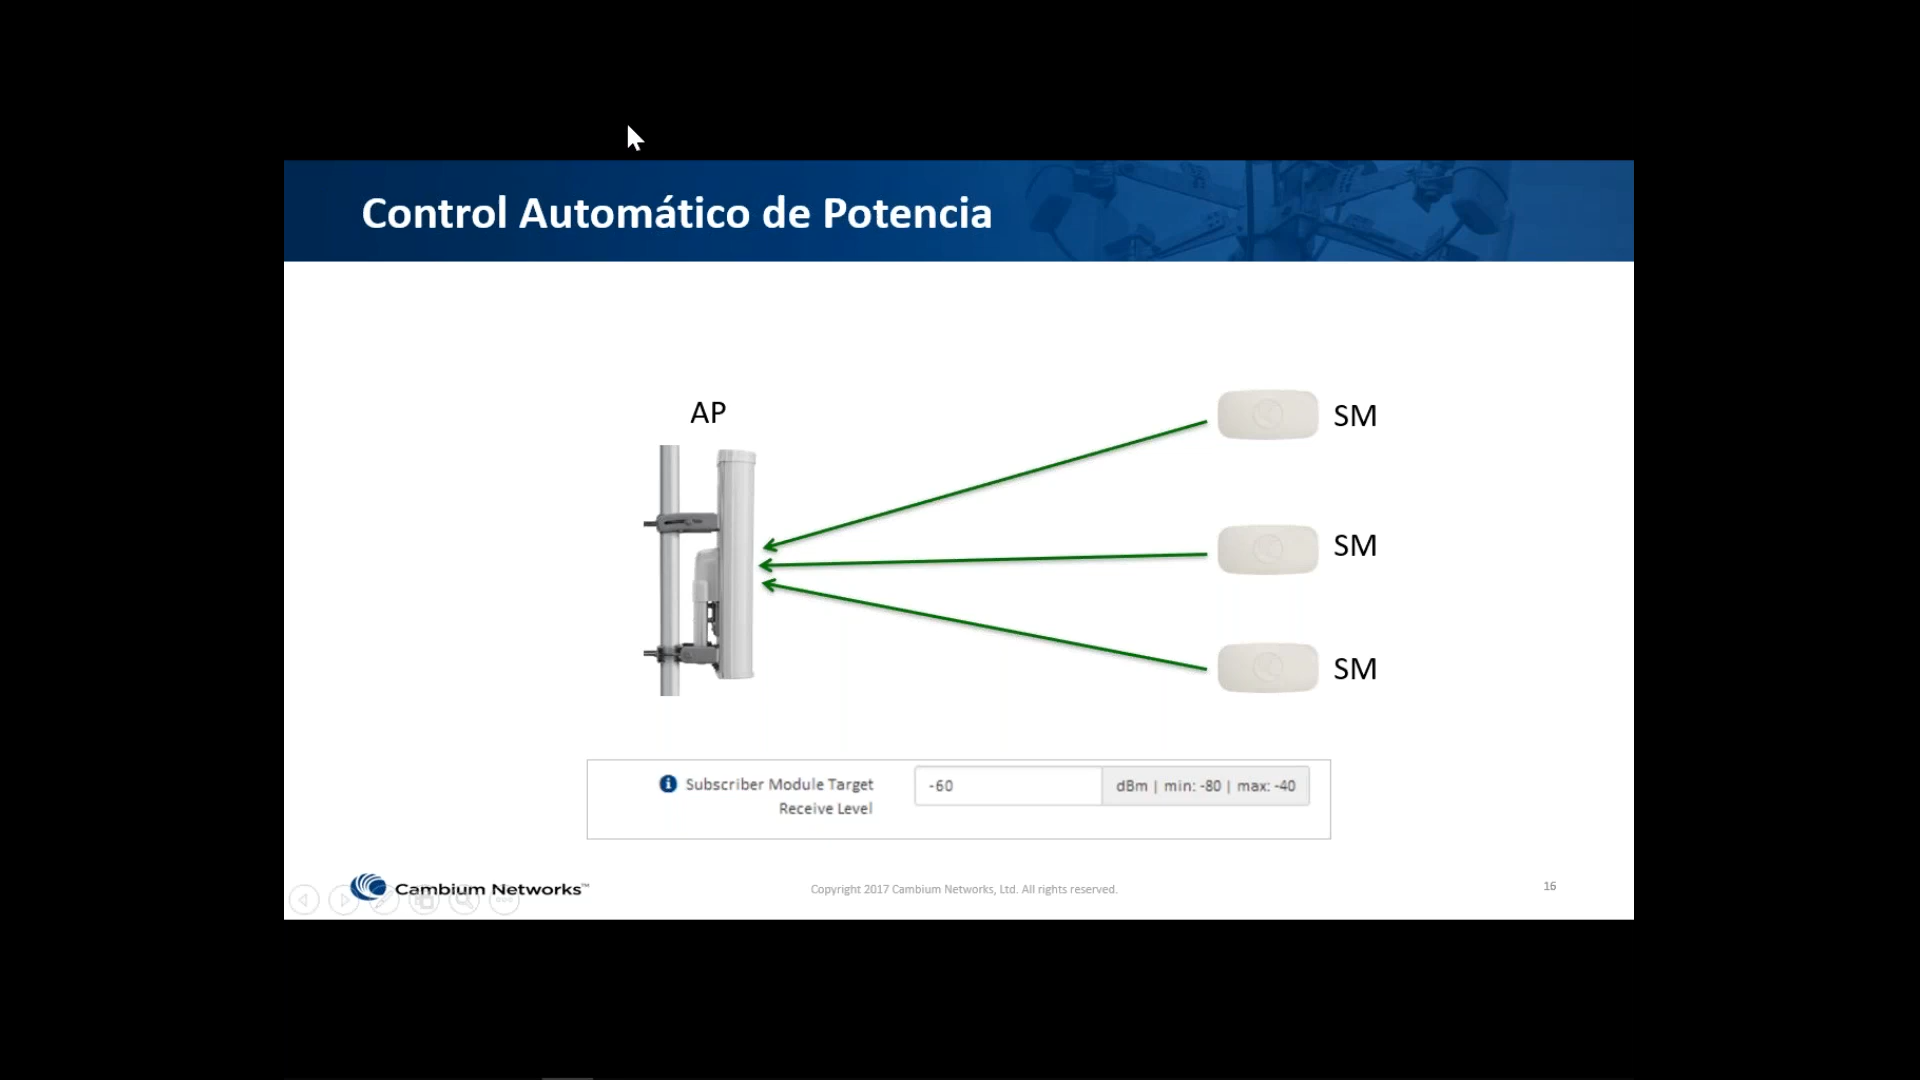 Control Automático de Potencia
AP
SM
SM
SM
Subscriber Module Target
Receive Level
-60
dBm | min: -80 | max: -40
Cambium Networks™
Copyright 2017 Cambium Networks, Ltd. All rights reserved.
16